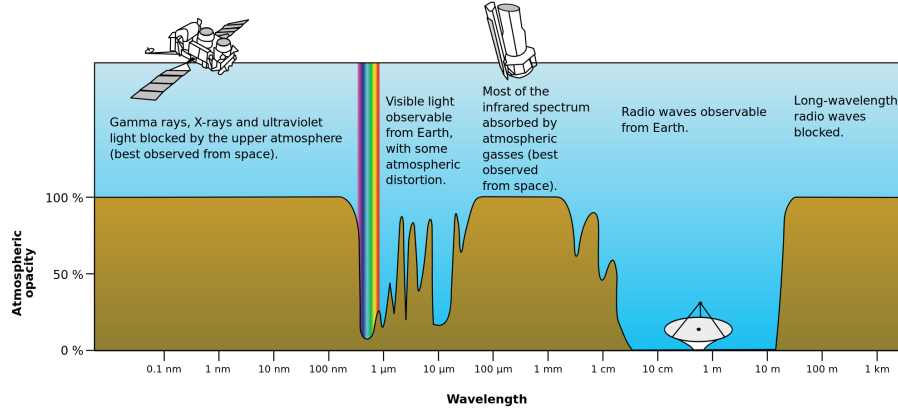 Gamma rays, X-rays and ultraviolet
light blocked by the upper atmosphere
(best observed from space).
Visible light
observable
from Earth,
with some
atmospheric
distortion.
Most of the
infrared spectrum
absorbed by
atmospheric
gasses (best
observed
from space).
Radio waves observable
from Earth.
Long-wavelength
radio waves
blocked.
Atmospheric
opacity
100 %
50 %
0 %
0.1 nm
1 nm
10 nm
100 nm
1 μm
10 μm
100 μm
1 mm
1 cm
10 cm
1 m
10 m
100 m
1 km
Wavelength